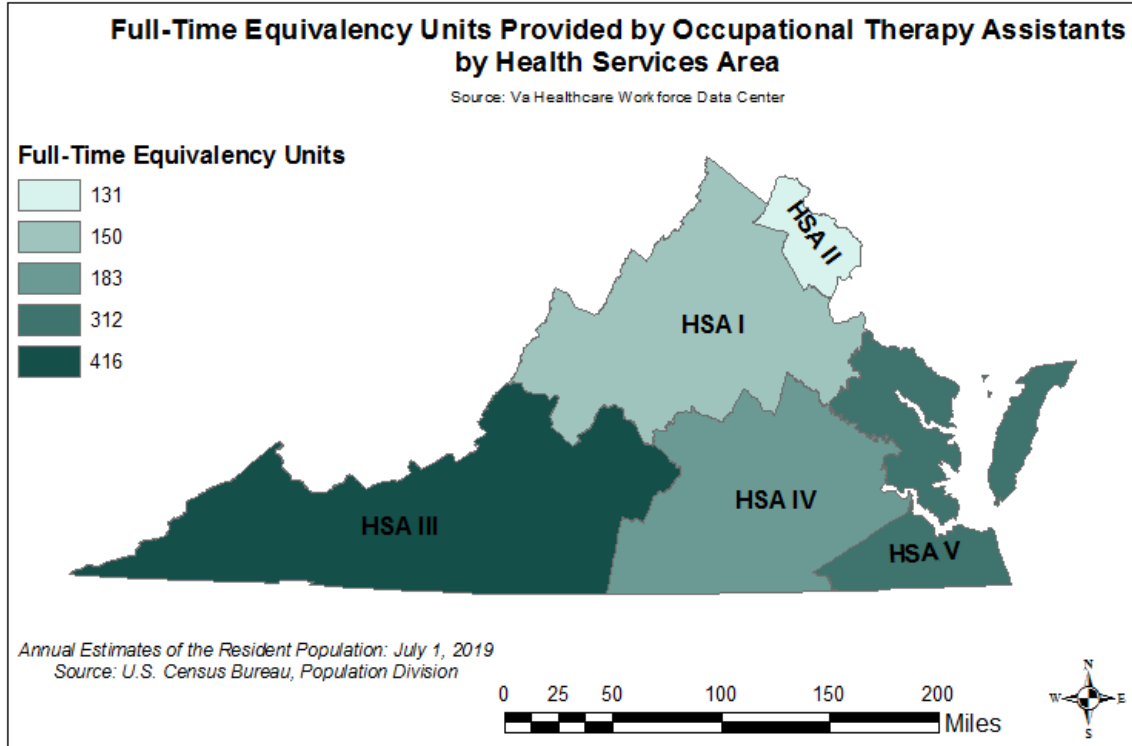 Full-Time Equivalency Units Provided by Occupational Therapy Assistants
by Health Services Area
Source: Va Healthcare Workforce Data Center
Full-Time Equivalency Units
131
150
183
312
416
HSA II
HSA I
HSA IV
HSA III
HSA V
Annual Estimates of the Resident Population: July 1, 2019
Source: U.S. Census Bureau, Population Division
0 25 50 100 150 200
Miles
N
W E
S